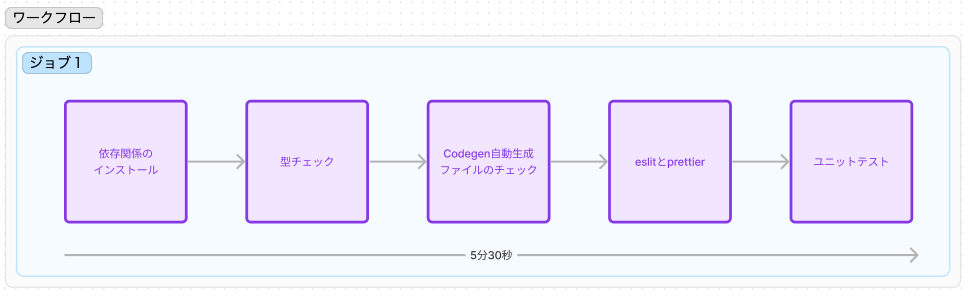 ワークフロー
ジョブ1
依存関係の
インストール
型チェック
Codegen自動生成
ファイルのチェック
eslitとprettier
ユニットテスト
5分30秒